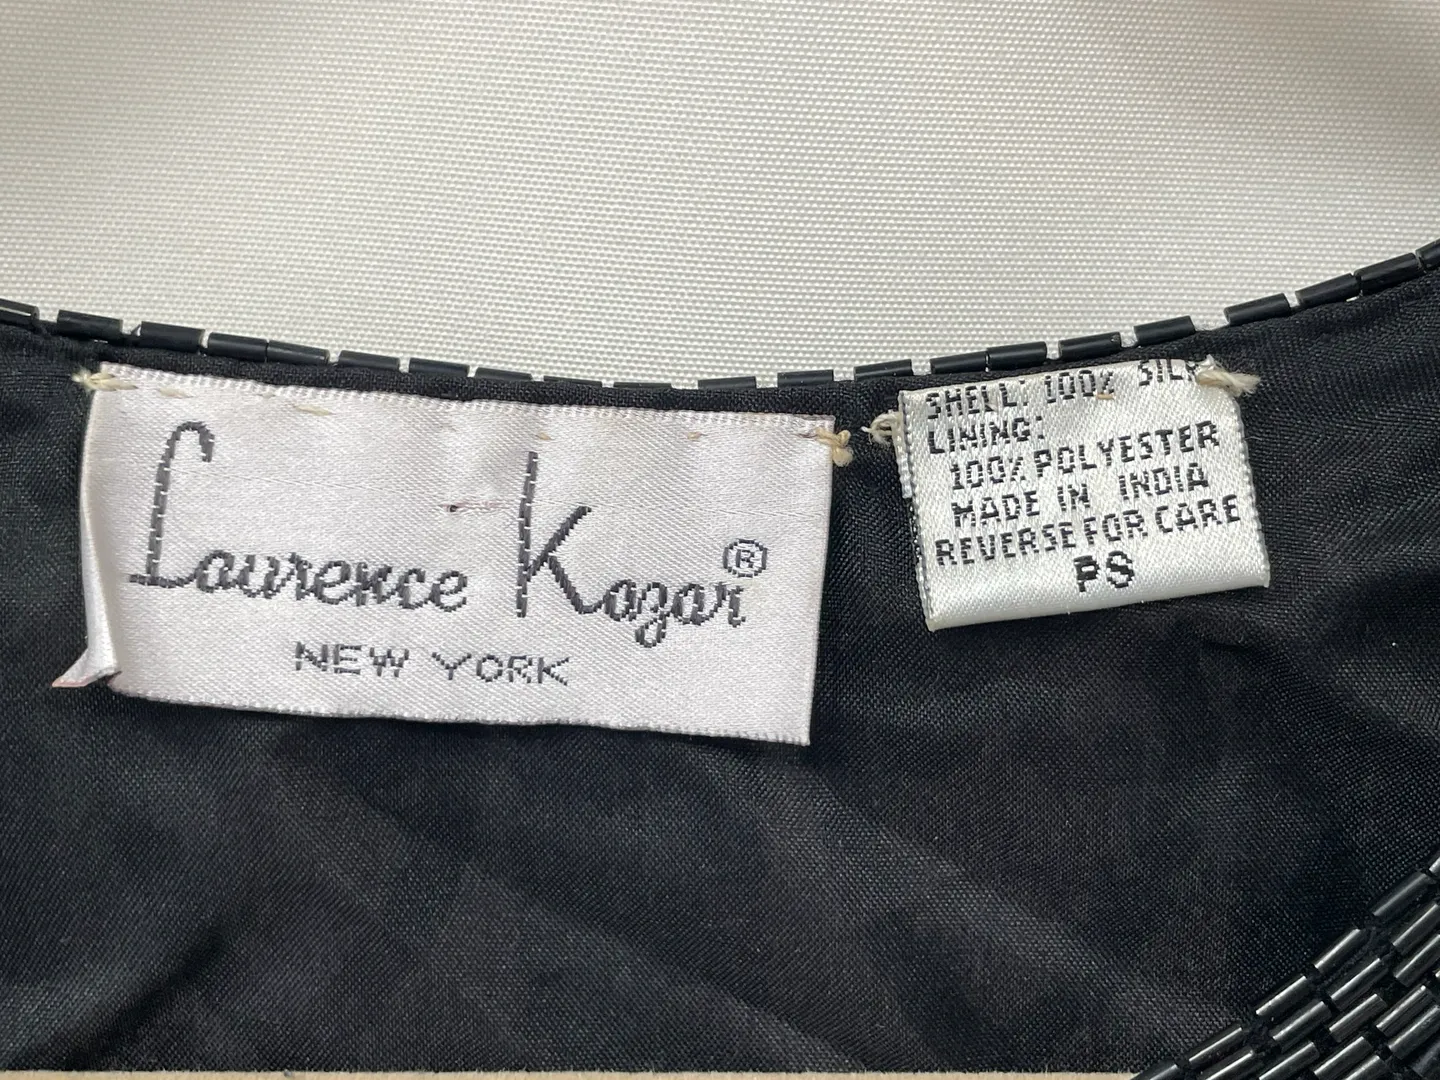 Laurence Kazar®
NEW YORK
SHELL: 100% SILK
LINING:
100% POLYESTER
MADE IN INDIA
REVERSE FOR CARE
PS